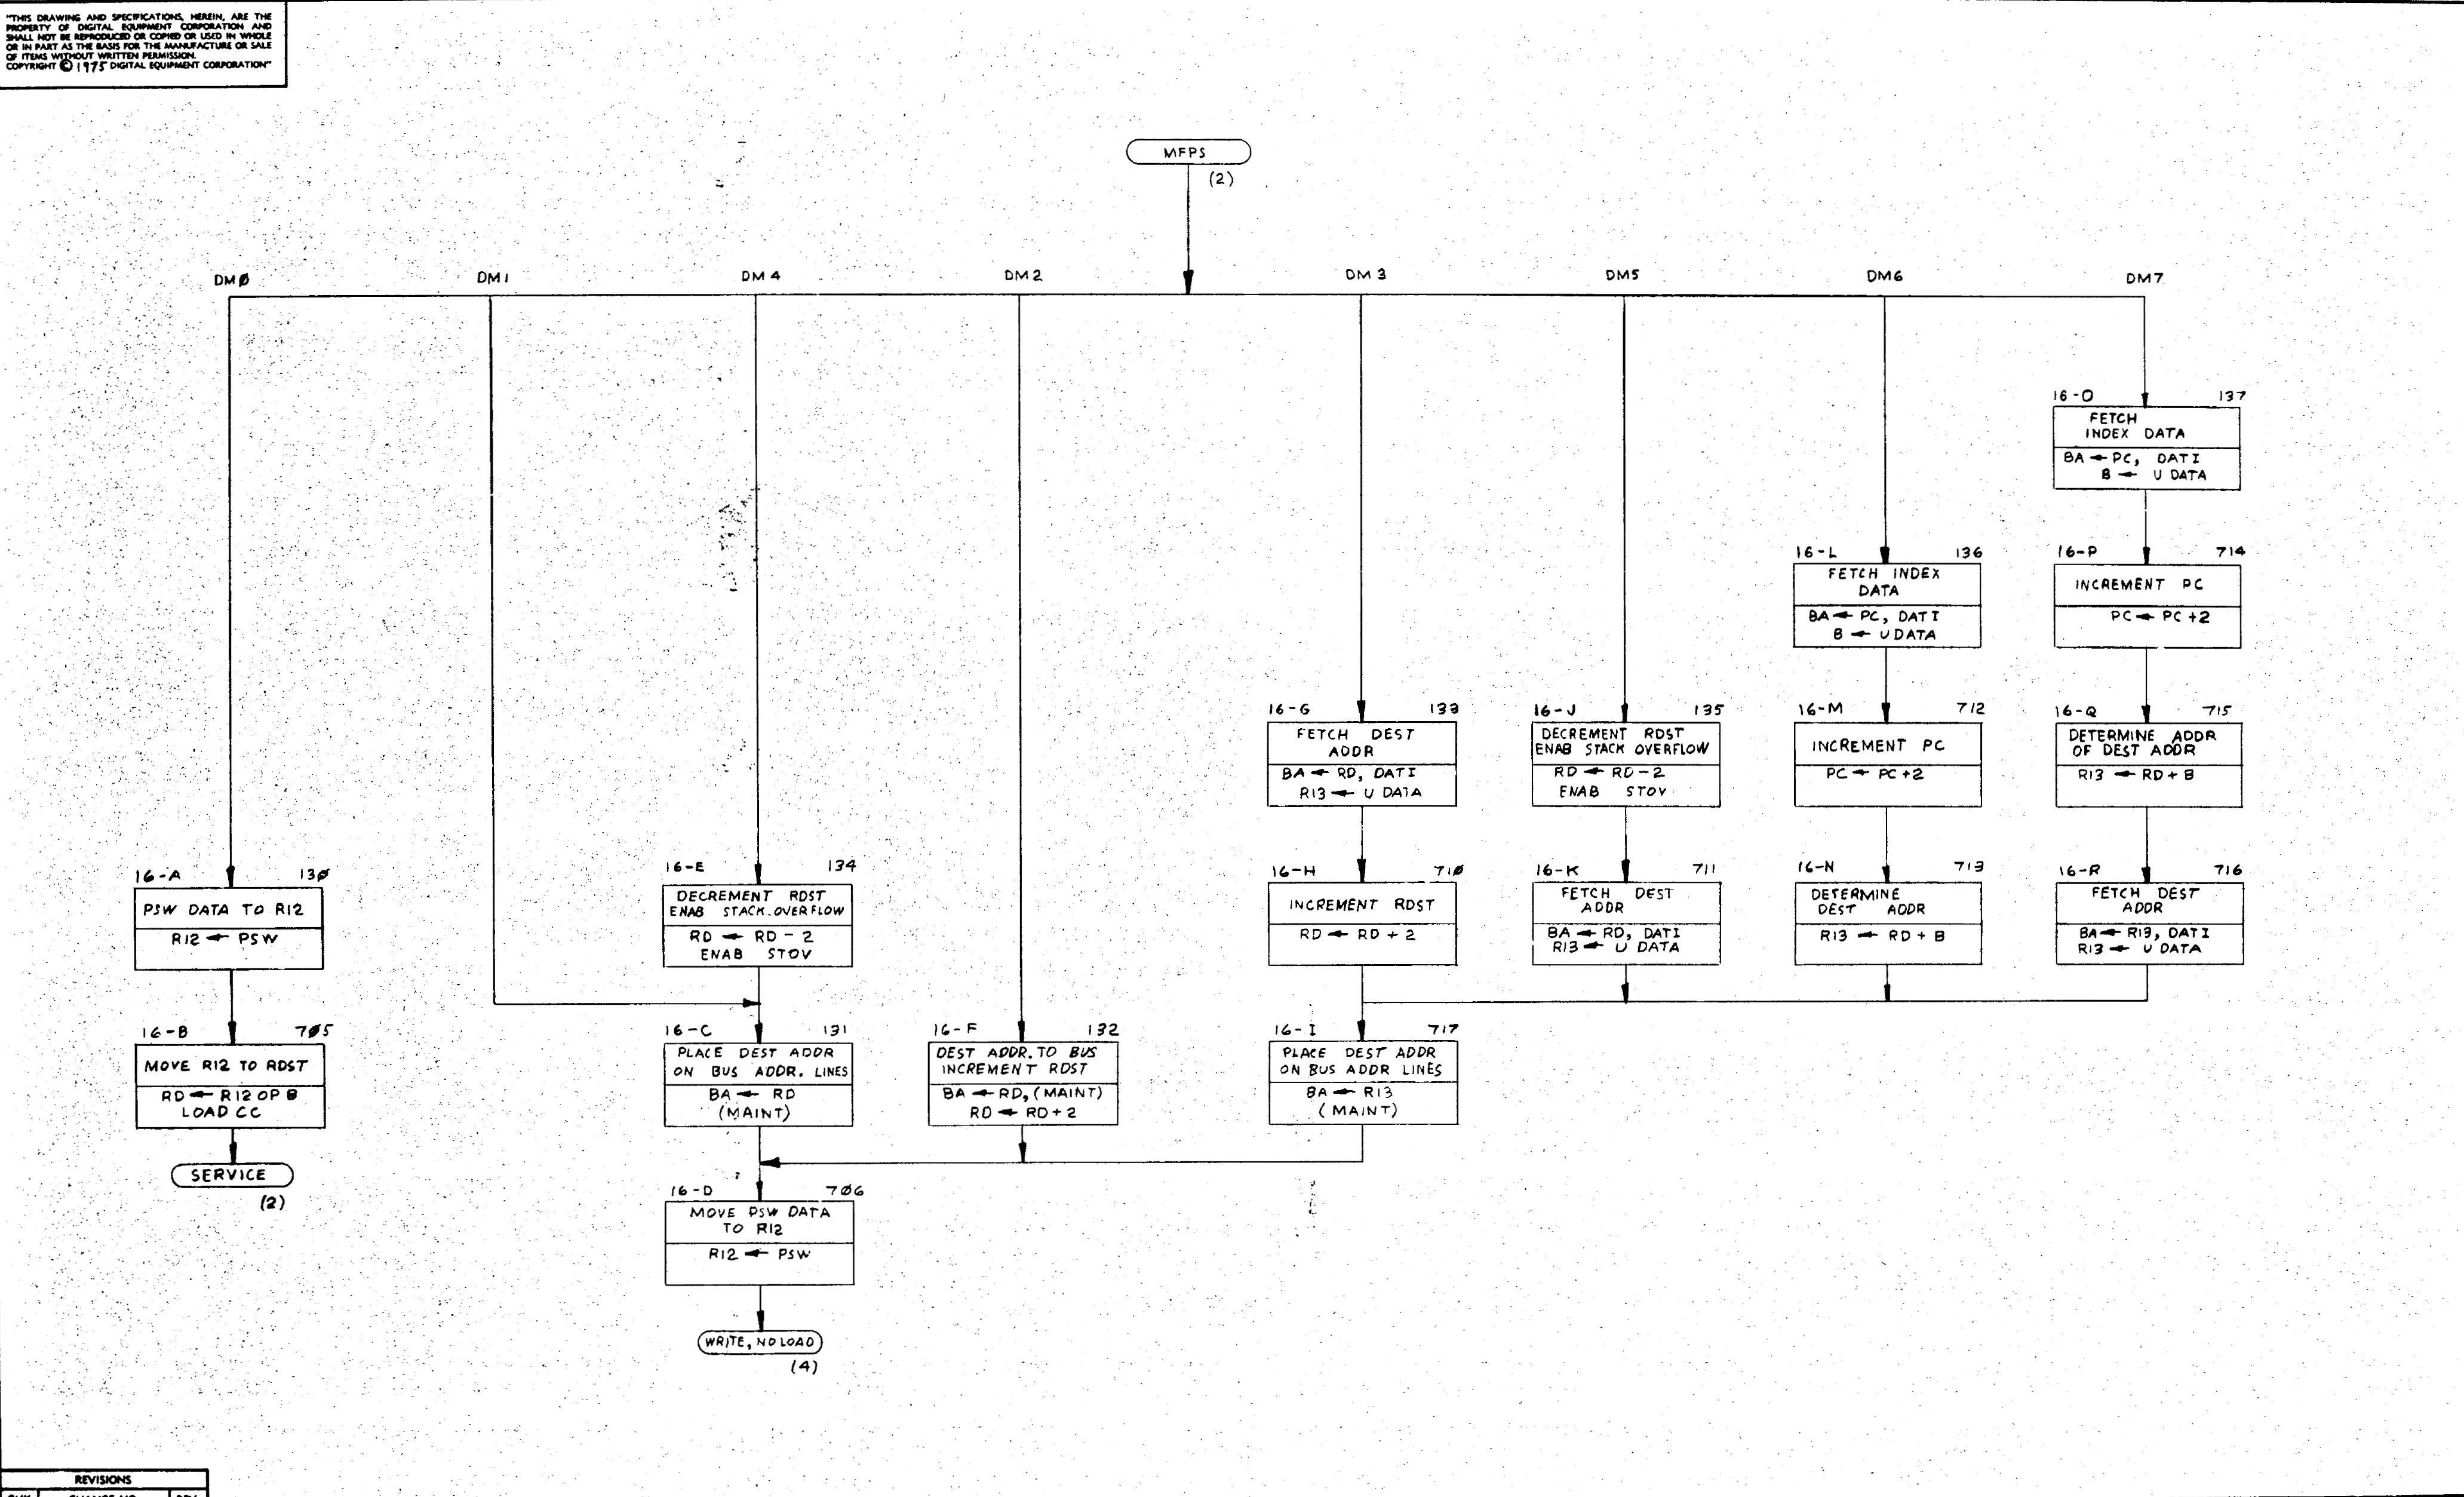 "THIS DRAWING AND SPECIFICATIONS, HEREIN, ARE THE
PROPERTY OF DIGITAL EQUIPMENT CORPORATION AND
SHALL NOT BE REPRODUCED OR COPIED OR USED IN WHOLE
OR IN PART AS THE BASIS FOR THE MANUFACTURE OR SALE
OF ITEMS WITHOUT WRITTEN PERMISSION.
COPYRIGHT © 1975 DIGITAL EQUIPMENT CORPORATION"
MFPS
(2)
DMØ
DM1
DM4
DM2
DM3
DM5
DM6
DM7
16-O 137
FETCH
INDEX DATA
BA ← PC, DATI
B ← U DATA
16-L 136
FETCH INDEX
DATA
BA ← PC, DATI
B ← U DATA
16-P 714
INCREMENT PC
PC ← PC+2
16-G 133
FETCH DEST
ADDR
BA ← RD, DATI
R13 ← U DATA
16-J 135
DECREMENT RDST
ENAB STACK OVERFLOW
RD ← RD-2
ENAB STOV
16-M 712
INCREMENT PC
PC ← PC+2
16-Q 715
DETERMINE ADDR
OF DEST ADDR
R13 ← RD+B
16-A 13Ø
PSW DATA TO R12
R12 ← PSW
16-E 134
DECREMENT RDST
ENAB STACK OVERFLOW
RD ← RD - 2
ENAB STOV
16-H 71Ø
INCREMENT RDST
RD ← RD + 2
16-K 711
FETCH DEST
ADDR
BA ← RD, DATI
R13 ← U DATA
16-N 713
DETERMINE
DEST ADDR
R13 ← RD + B
16-R 716
FETCH DEST
ADDR
BA ← R13, DATI
R13 ← U DATA
16-B 7Ø5
MOVE R12 TO RDST
RD ← R12 OP B
LOAD CC
16-C 131
PLACE DEST ADDR
ON BUS ADDR. LINES
BA ← RD
(MAINT)
16-F 132
DEST ADDR. TO BUS
INCREMENT RDST
BA ← RD, (MAINT)
RD ← RD+2
16-I 717
PLACE DEST ADDR
ON BUS ADDR LINES
BA ← R13
(MAINT)
SERVICE
(2)
16-D 7Ø6
MOVE PSW DATA
TO R12
R12 ← PSW
WRITE, NO LOAD
(4)
REVISIONS